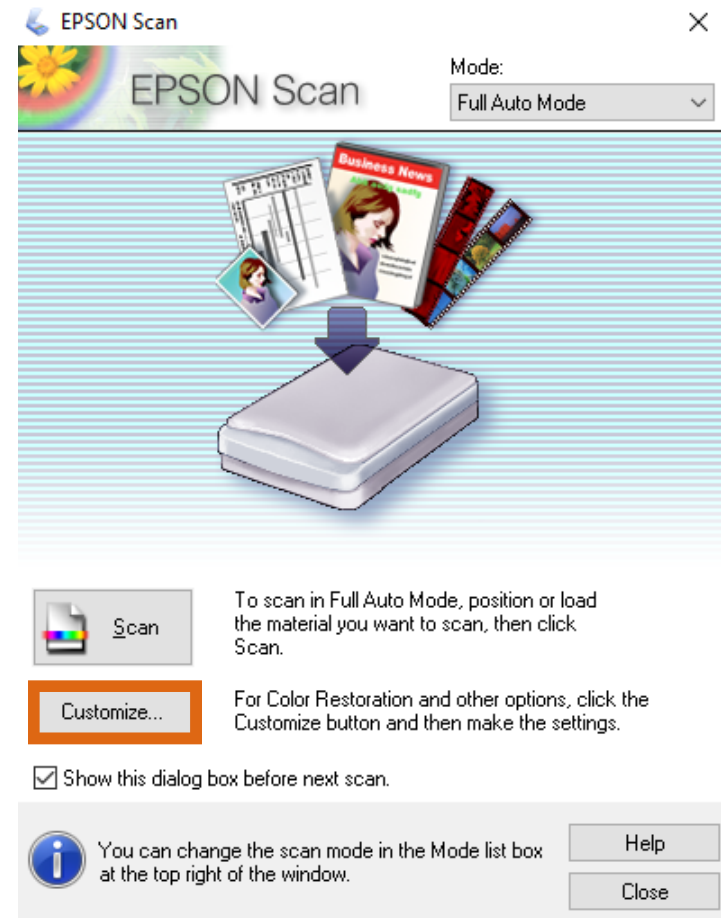 EPSON Scan
EPSON Scan
Mode:
Full Auto Mode
Business News
Scan
To scan in Full Auto Mode, position or load
the material you want to scan, then click
Scan.
Customize...
For Color Restoration and other options, click the
Customize button and then make the settings.
Show this dialog box before next scan.
You can change the scan mode in the Mode list box
at the top right of the window.
Help
Close